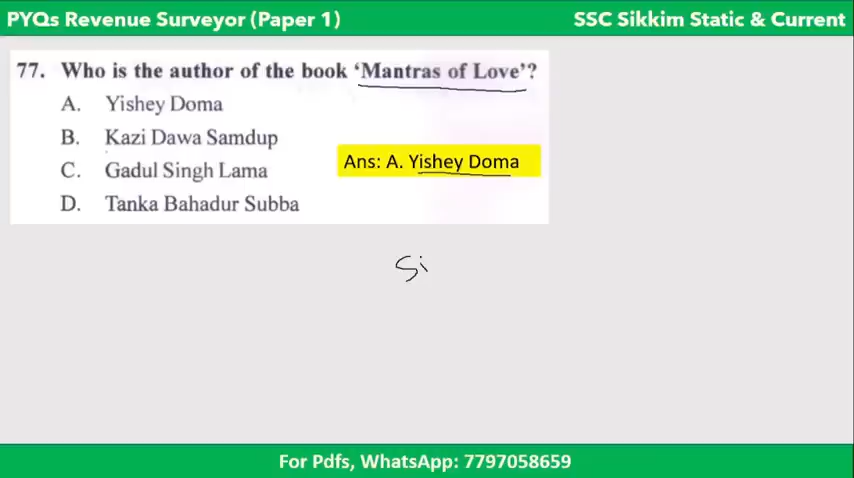 PYQs Revenue Surveyor (Paper 1)
SSC Sikkim Static & Current
77. Who is the author of the book ‘Mantras of Love’?
A. Yishey Doma
B. Kazi Dawa Samdup
C. Gadul Singh Lama
D. Tanka Bahadur Subba
Ans: A. Yishey Doma
Si
For Pdfs, WhatsApp: 7797058659